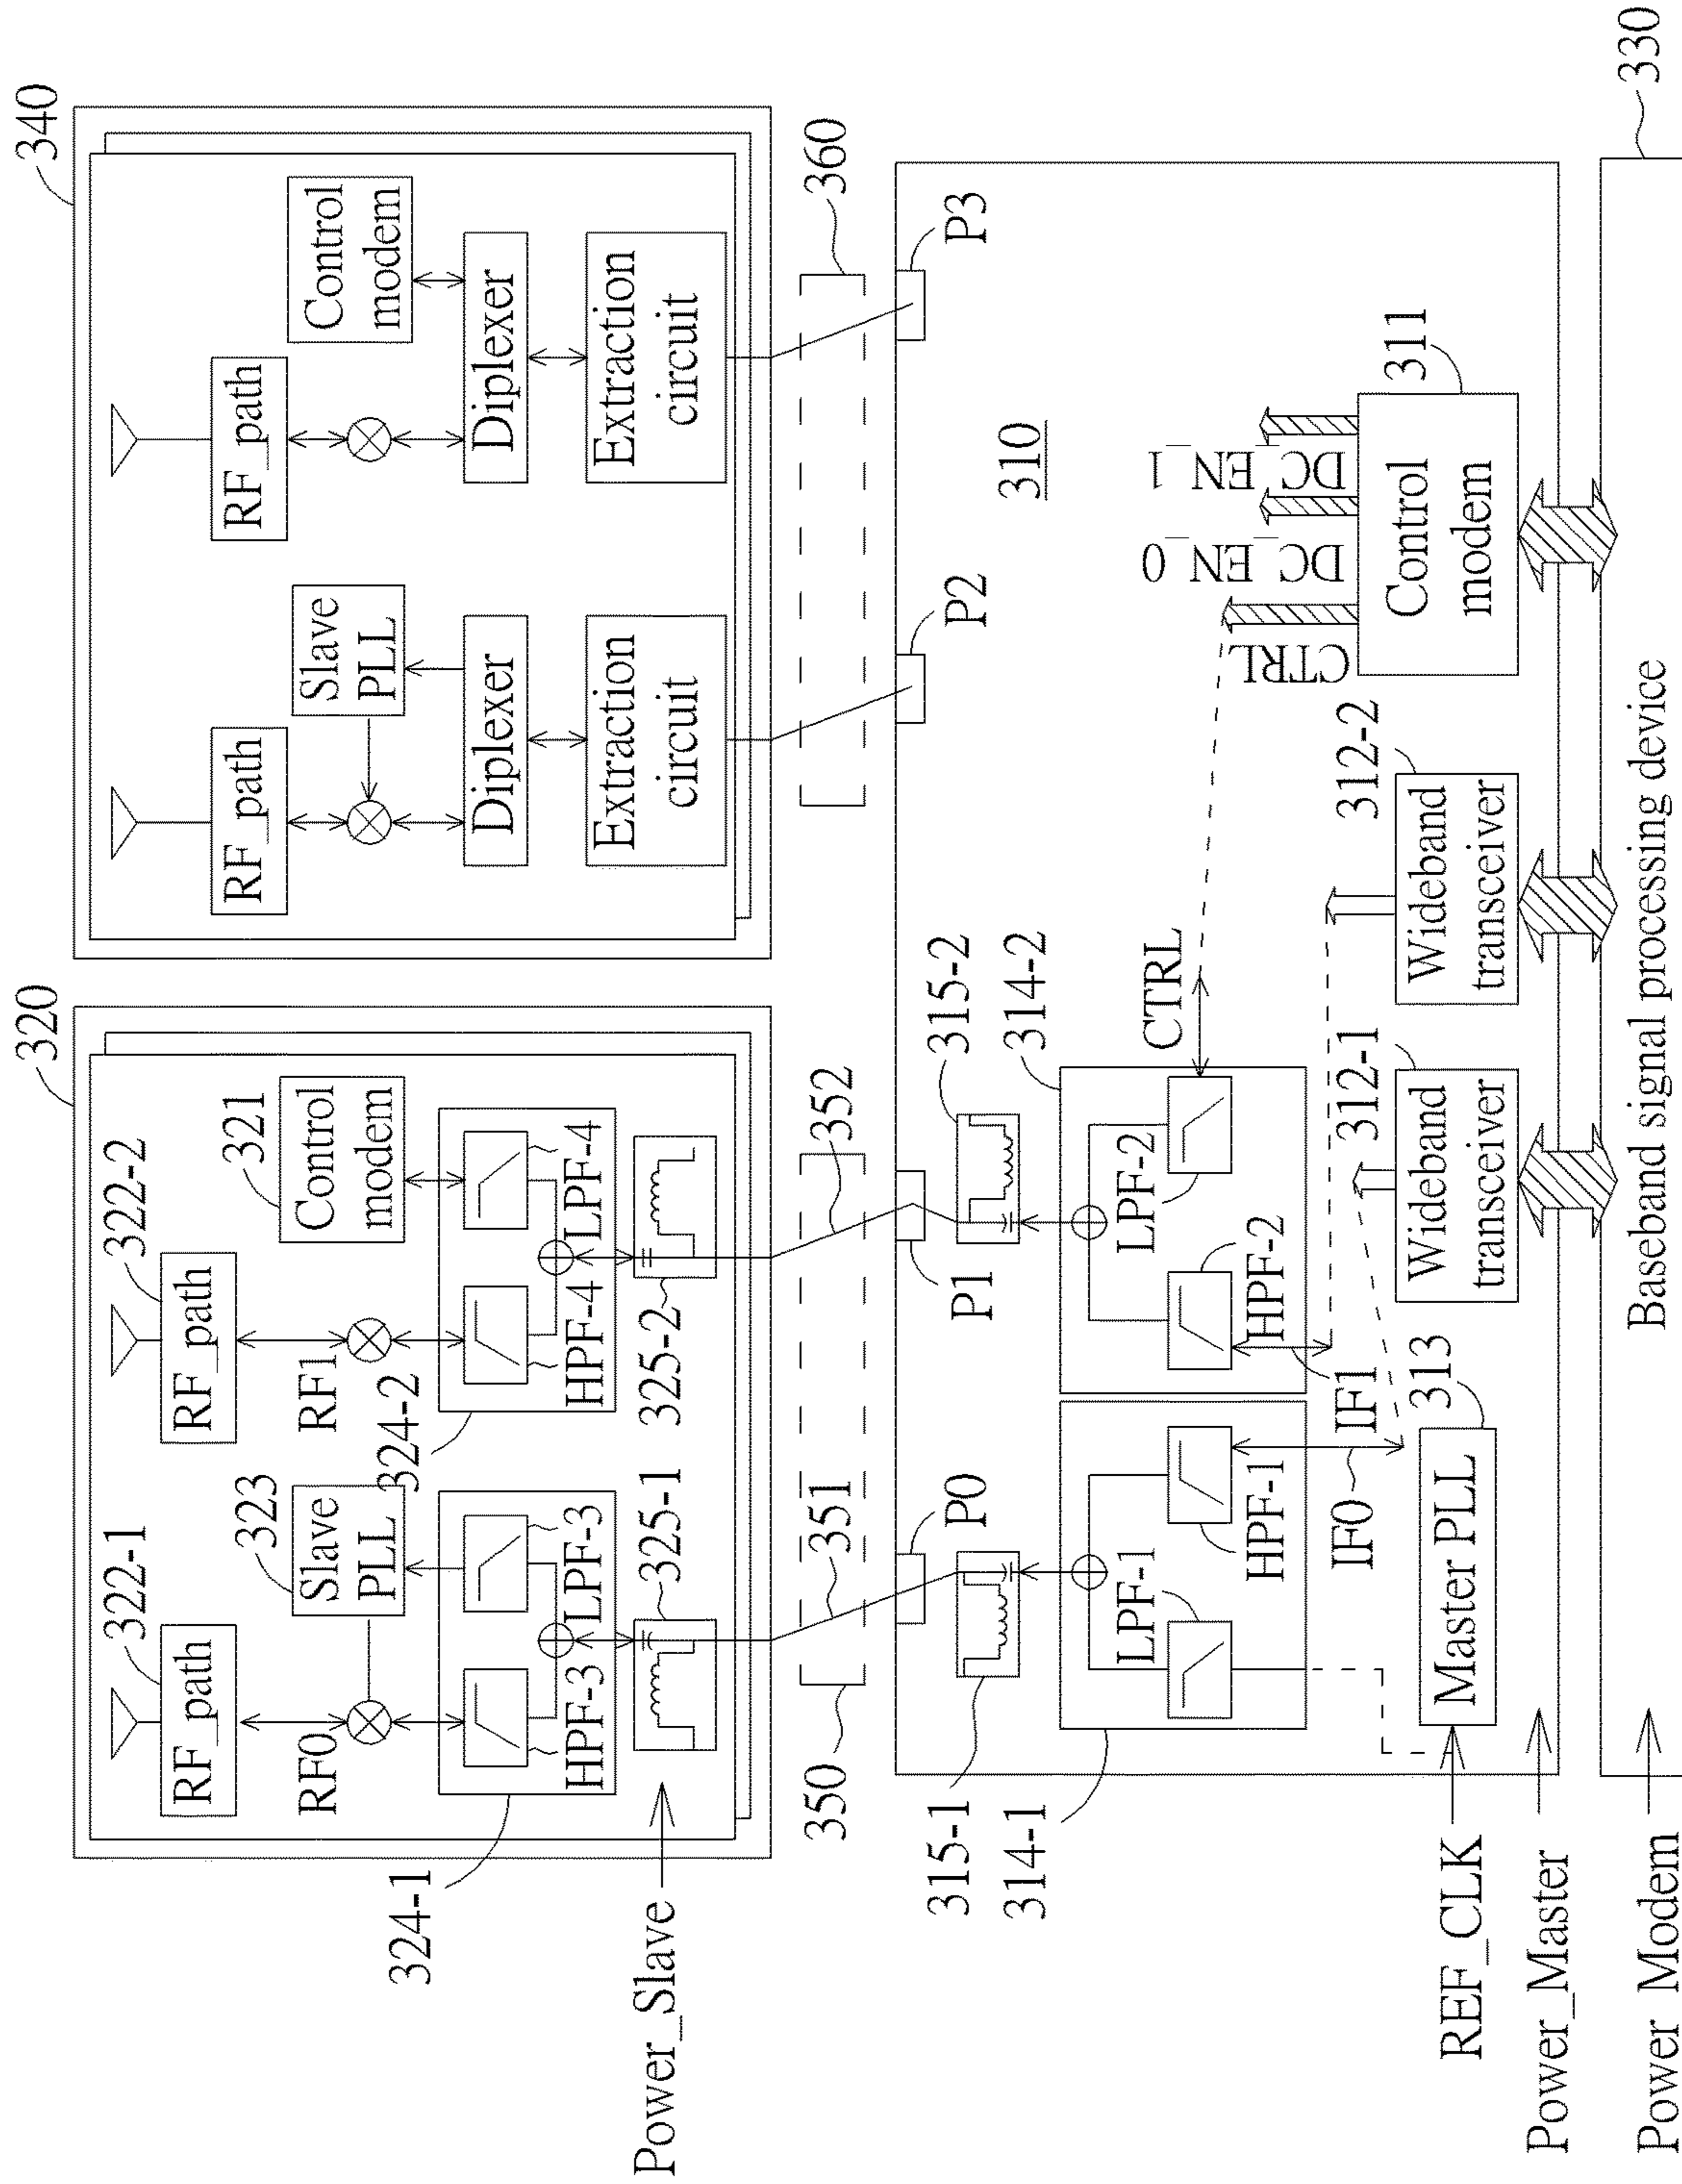 320
322-1
322-2
RF_path
RF_path
323
321
Slave
PLL
Control
modem
RF0
RF1
324-2
HPF-3
LPF-3
HPF-4
LPF-4
324-1
325-1
325-2
Power_Slave
340
RF_path
RF_path
Slave
PLL
Control
modem
Diplexer
Diplexer
Extraction
circuit
Extraction
circuit
350
351
352
360
P0
P1
P2
P3
315-1
314-1
315-2
314-2
310
LPF-1
HPF-1
LPF-2
HPF-2
CTRL
IF0
IF1
CTRL
DC_EN_0
DC_EN_1
311
Control
modem
313
Master PLL
312-1
Wideband
transceiver
312-2
Wideband
transceiver
REF_CLK
Power_Master
Power_Modem
Baseband signal processing device
330